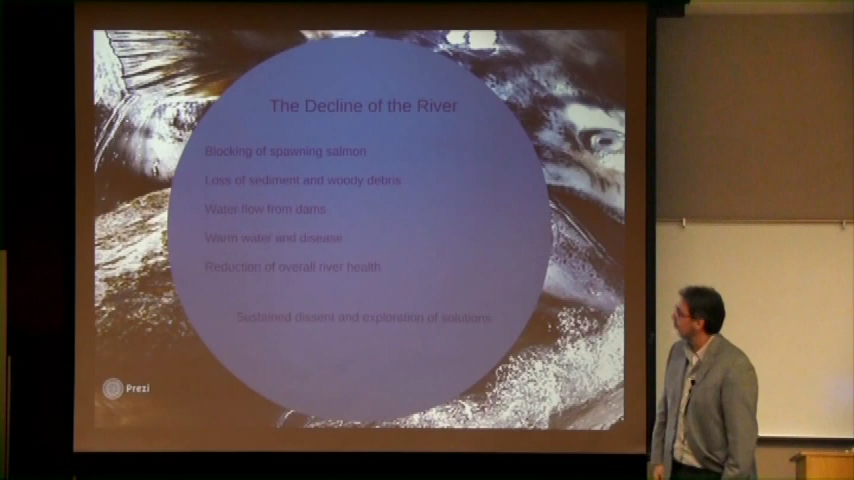 The Decline of the River
Blocking of spawning salmon
Loss of sediment and woody debris
Water flow from dams
Warm water and disease
Reduction of overall river health
Sustained dissent and exploration of solutions
Prezi